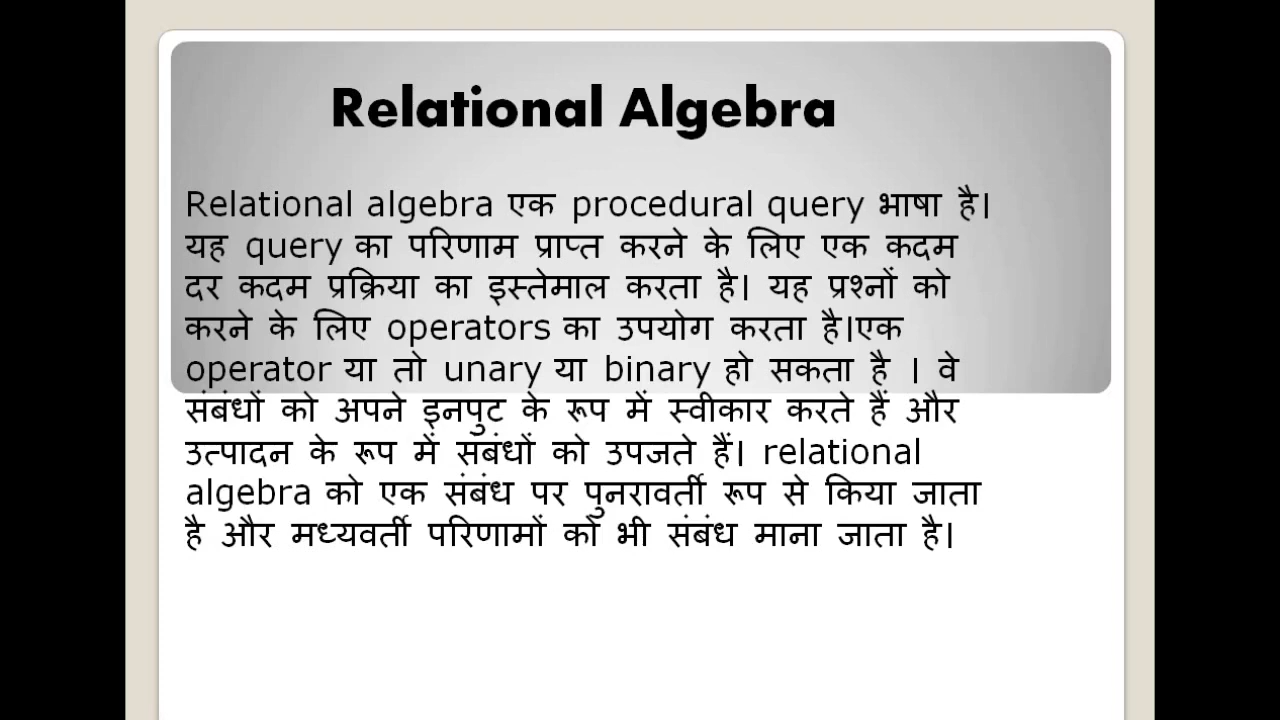 Relational Algebra
Relational algebra एक procedural query भाषा है।
यह query का परिणाम प्राप्त करने के लिए एक कदम
दर कदम प्रक्रिया का इस्तेमाल करता है। यह प्रश्नों को
करने के लिए operators का उपयोग करता है।एक
operator या तो unary या binary हो सकता है । वे
संबंधों को अपने इनपुट के रूप में स्वीकार करते हैं और
उत्पादन के रूप में संबंधों को उपजते हैं। relational
algebra को एक संबंध पर पुनरावर्ती रूप से किया जाता
है और मध्यवर्ती परिणामों को भी संबंध माना जाता है।